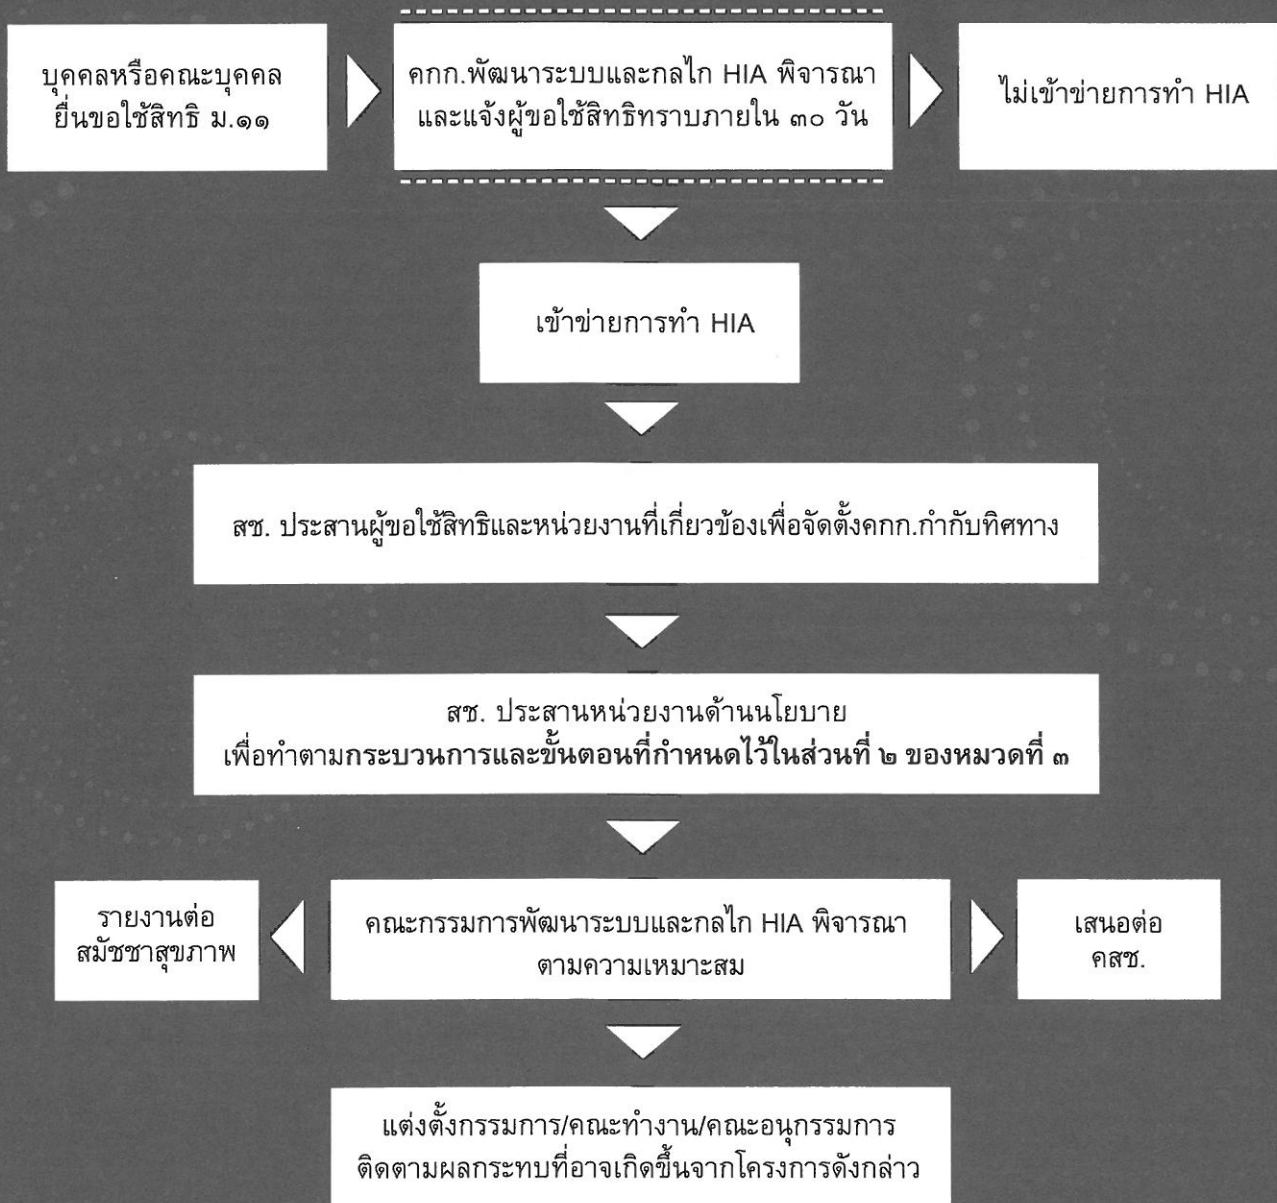 บุคคลหรือคณะบุคคล
ยื่นขอใช้สิทธิ ม.๑๑
คกก.พัฒนาระบบและกลไก HIA พิจารณา
และแจ้งผู้ขอใช้สิทธิทราบภายใน ๓๐ วัน
ไม่เข้าข่ายการทำ HIA
เข้าข่ายการทำ HIA
สช. ประสานผู้ขอใช้สิทธิและหน่วยงานที่เกี่ยวข้องเพื่อจัดตั้งคกก.กำกับทิศทาง
สช. ประสานหน่วยงานด้านนโยบาย
เพื่อทำตามกระบวนการและขั้นตอนที่กำหนดไว้ในส่วนที่ ๒ ของหมวดที่ ๓
รายงานต่อ
สมัชชาสุขภาพ
คณะกรรมการพัฒนาระบบและกลไก HIA พิจารณา
ตามความเหมาะสม
เสนอต่อ
คสช.
แต่งตั้งกรรมการ/คณะทำงาน/คณะอนุกรรมการ
ติดตามผลกระทบที่อาจเกิดขึ้นจากโครงการดังกล่าว